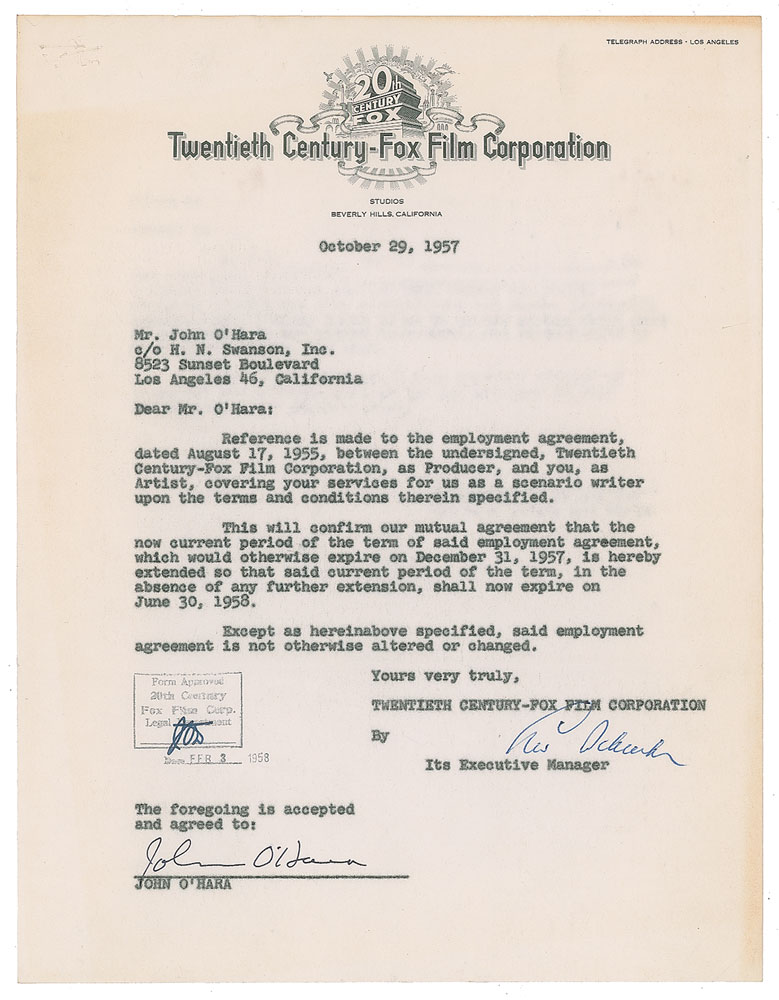 TELEGRAPH ADDRESS · LOS ANGELES
20th
CENTURY
FOX
Twentieth Century-Fox Film Corporation
STUDIOS
BEVERLY HILLS, CALIFORNIA
October 29, 1957
Mr. John O'Hara
c/o H. N. Swanson, Inc.
8523 Sunset Boulevard
Los Angeles 46, California
Dear Mr. O'Hara:
Reference is made to the employment agreement,
dated August 17, 1955, between the undersigned, Twentieth
Century-Fox Film Corporation, as Producer, and you, as
Artist, covering your services for us as a scenario writer
upon the terms and conditions therein specified.
This will confirm our mutual agreement that the
now current period of the term of said employment agreement,
which would otherwise expire on December 31, 1957, is hereby
extended so that said current period of the term, in the
absence of any further extension, shall now expire on
June 30, 1958.
Except as hereinabove specified, said employment
agreement is not otherwise altered or changed.
Yours very truly,
TWENTIETH CENTURY-FOX FILM CORPORATION
By
Its Executive Manager
Form Approved
20th Century
Fox Film Corp.
Legal Department
Date FEB 3 1958
The foregoing is accepted
and agreed to:
John O'Hara
JOHN O'HARA